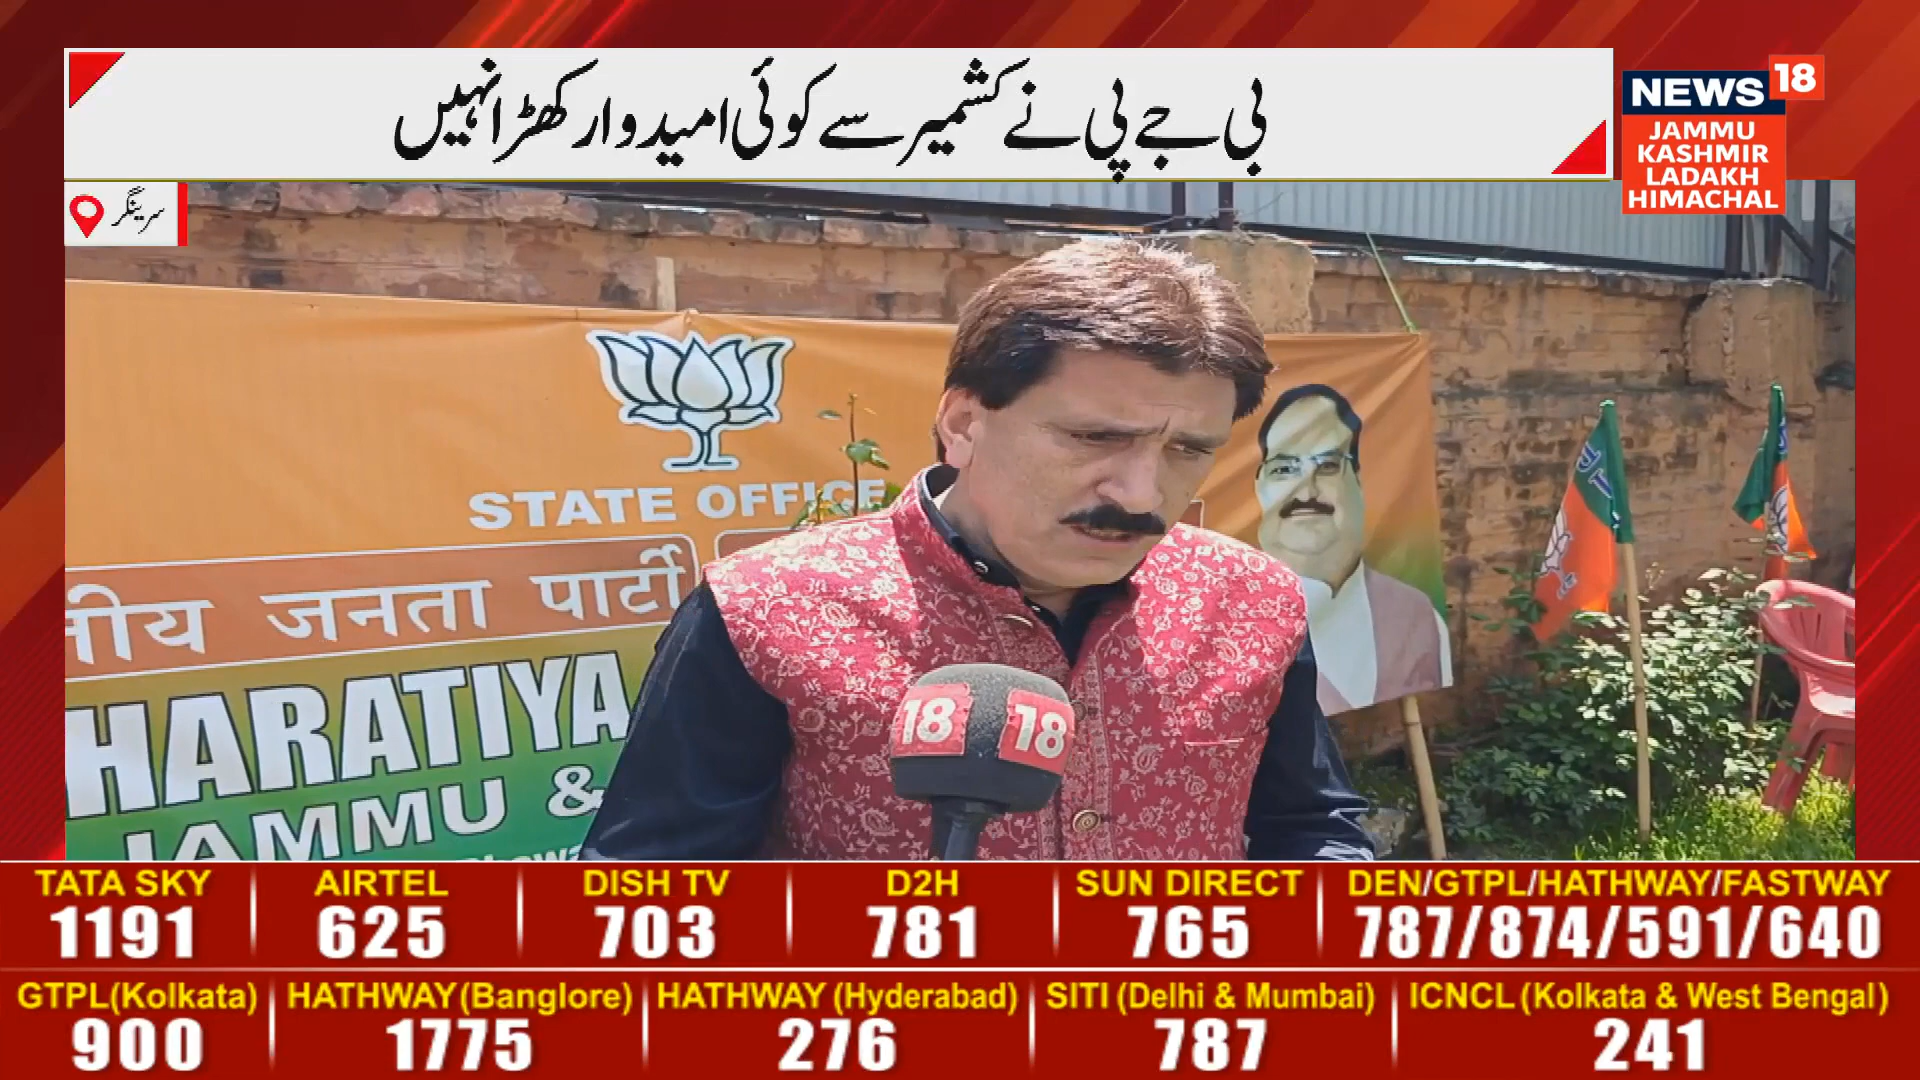 بی جے پی نے کشمیر سے کوئی امیدوار کھڑا نہیں
NEWS 18
JAMMU
KASHMIR
LADAKH
HIMACHAL
سرینگر
STATE OFFICE
ीय जनता पार्टी
HARATIYA
JAMMU &
18 18
TATA SKY AIRTEL DISH TV D2H SUN DIRECT DEN/GTPL/HATHWAY/FASTWAY
1191 625 703 781 765 787/874/591/640
GTPL(Kolkata) HATHWAY(Banglore) HATHWAY (Hyderabad) SITI (Delhi & Mumbai) ICNCL (Kolkata & West Bengal)
900 1775 276 787 241